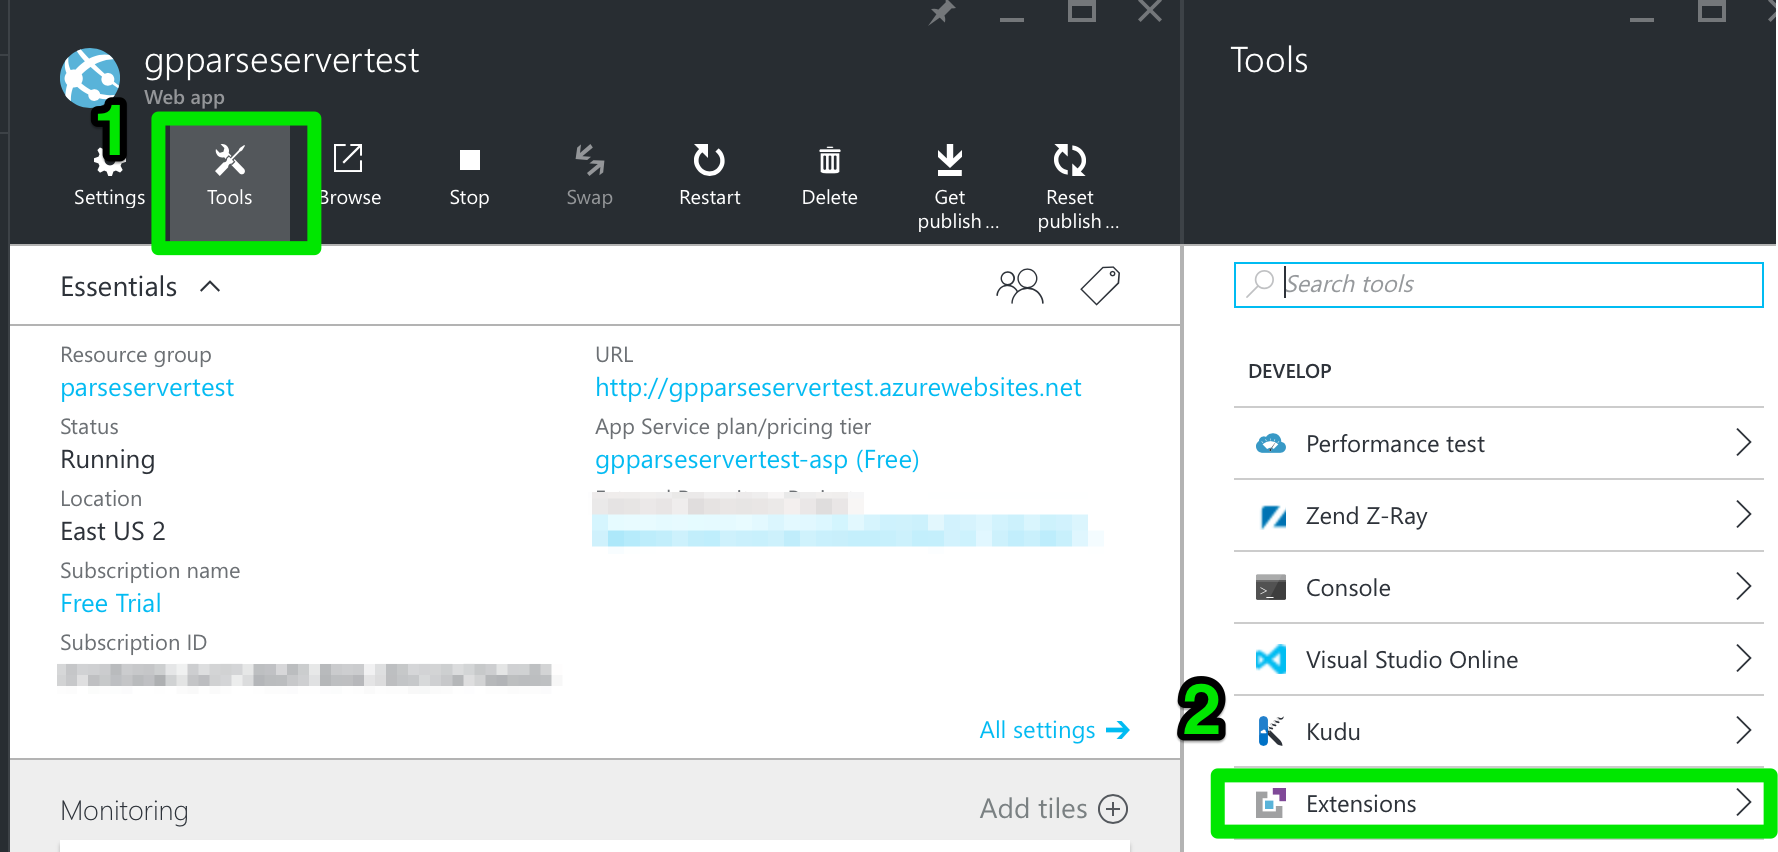 gpparseservertest
Web app
1
Settings
Tools
Browse
Stop
Swap
Restart
Delete
Get
publish ...
Reset
publish ...
Essentials
Resource group
parseservertest
Status
Running
Location
East US 2
Subscription name
Free Trial
Subscription ID
URL
http://gpparseservertest.azurewebsites.net
App Service plan/pricing tier
gpparseservertest-asp (Free)
All settings
Monitoring
Add tiles
Tools
Search tools
DEVELOP
Performance test
Zend Z-Ray
Console
Visual Studio Online
2
Kudu
Extensions